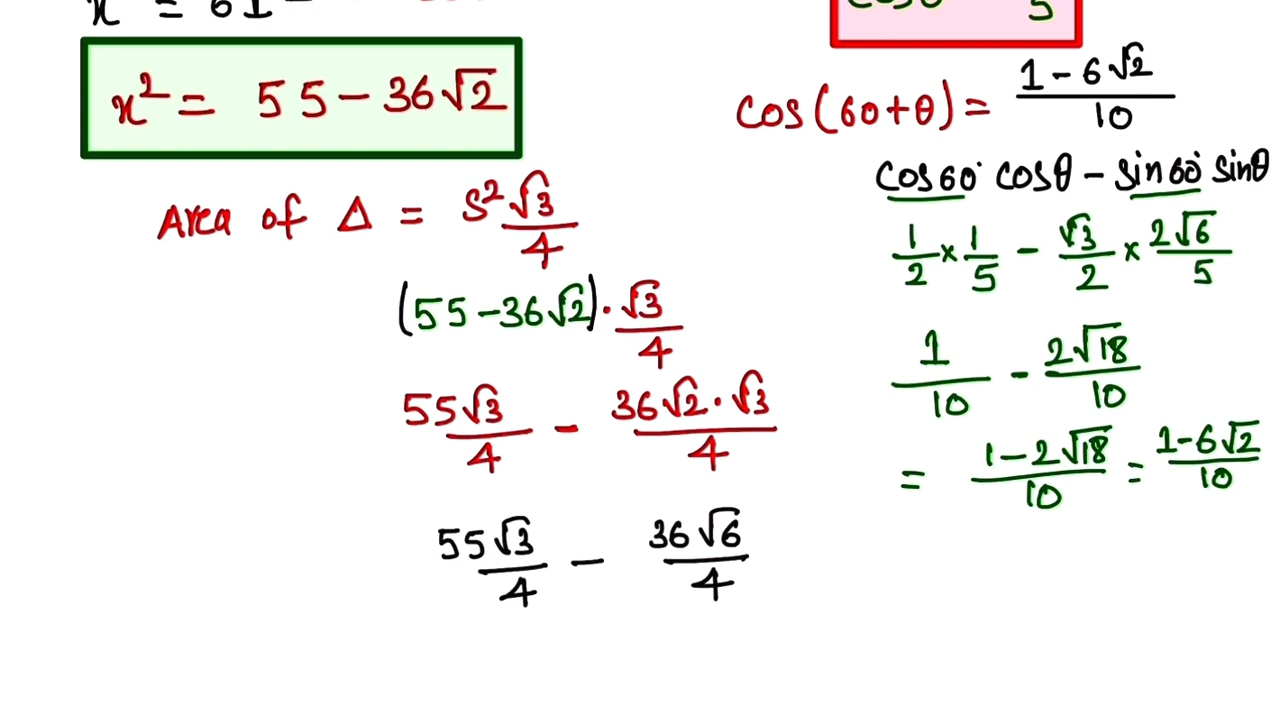 x² = 55 − 36√2
Area of Δ = S²√3/4
(55 − 36√2) · √3/4
55√3/4 − 36√2·√3/4
55√3/4 − 36√6/4
cos(60+θ) = 1 − 6√2/10
cos60° cosθ − sin60° sinθ
1/2 × 1/5 − √3/2 × 2√6/5
1/10 − 2√18/10
= 1 − 2√18/10 = 1−6√2/10